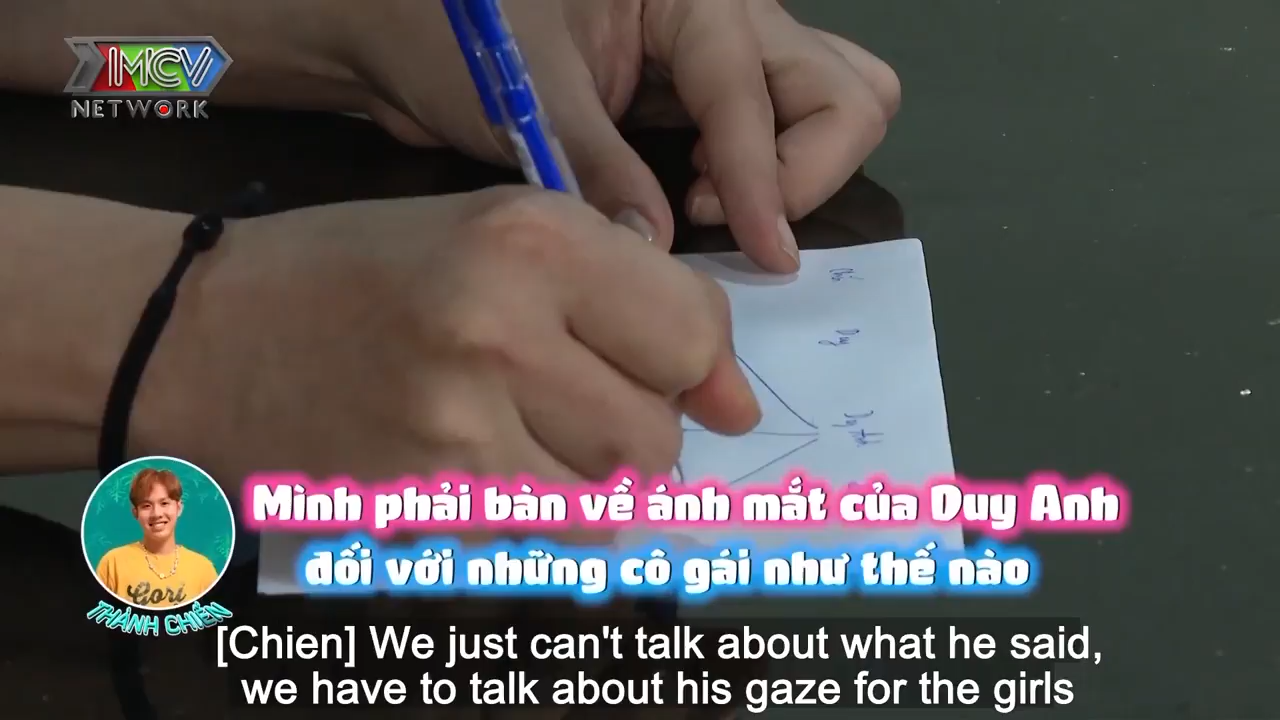 MCV
NETWORK
Duy
Mình phải bàn về ánh mắt của Duy Anh
đối với những cô gái như thế nào
Gori
THÀNH CHIẾN
[Chien] We just can't talk about what he said,
we have to talk about his gaze for the girls